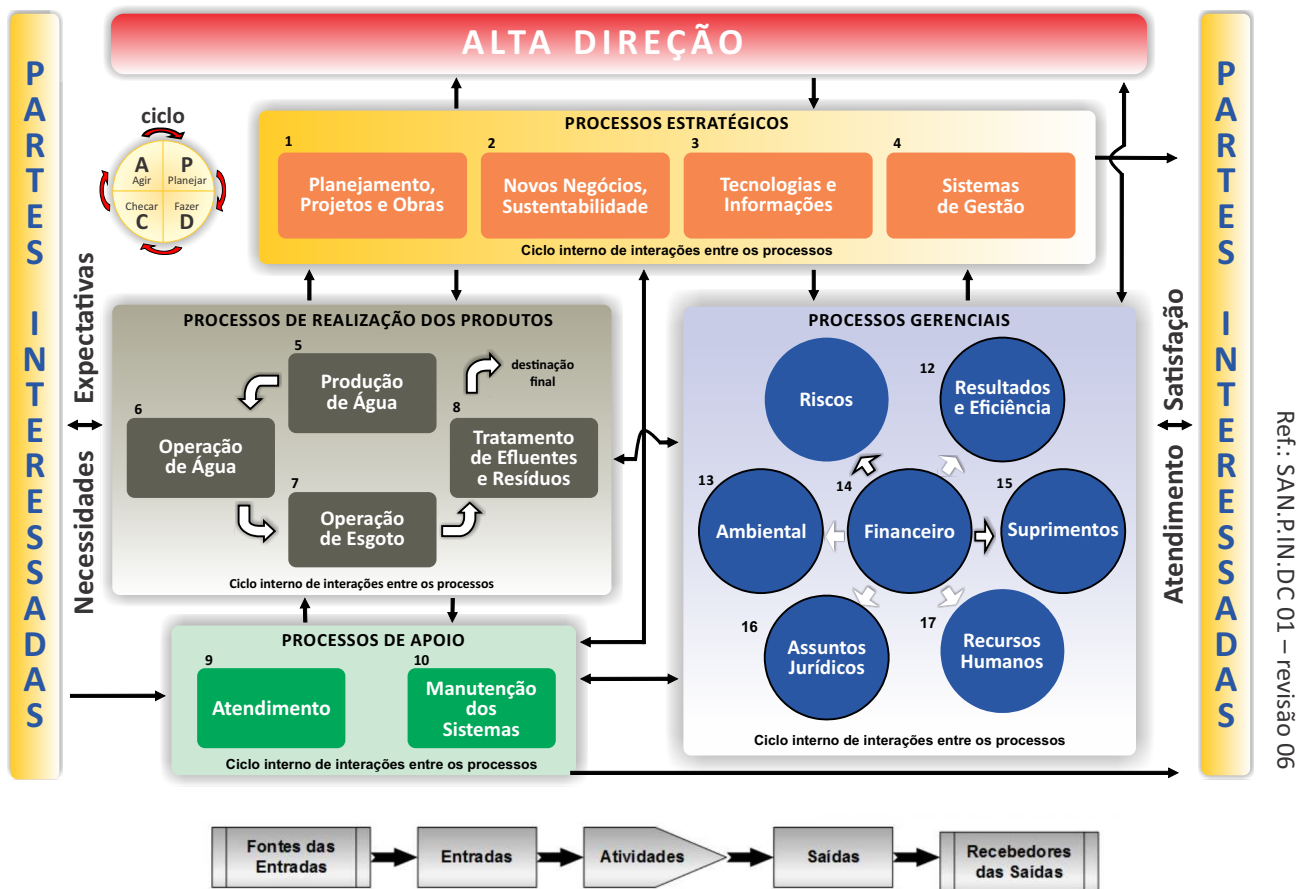 ALTA DIREÇÃO
PARTES INTERESSADAS
ciclo
A
Agir
P
Planejar
Checar
C
Fazer
D
PROCESSOS ESTRATÉGICOS
1
Planejamento,
Projetos e Obras
2
Novos Negócios,
Sustentabilidade
3
Tecnologias e
Informações
4
Sistemas
de Gestão
Ciclo interno de interações entre os processos
Necessidades Expectativas
PROCESSOS DE REALIZAÇÃO DOS PRODUTOS
5
Produção
de Água
destinação
final
6
Operação
de Água
8
Tratamento
de Efluentes
e Resíduos
7
Operação
de Esgoto
Ciclo interno de interações entre os processos
PROCESSOS GERENCIAIS
Riscos
12
Resultados
e Eficiência
13
Ambiental
14
Financeiro
15
Suprimentos
16
Assuntos
Jurídicos
17
Recursos
Humanos
Ciclo interno de interações entre os processos
PROCESSOS DE APOIO
9
Atendimento
10
Manutenção
dos
Sistemas
Ciclo interno de interações entre os processos
Atendimento Satisfação
PARTES INTERESSADAS
Ref.: SAN.P.IN.DC 01 – revisão 06
Fontes das
Entradas
Entradas
Atividades
Saídas
Recebedores
das Saídas